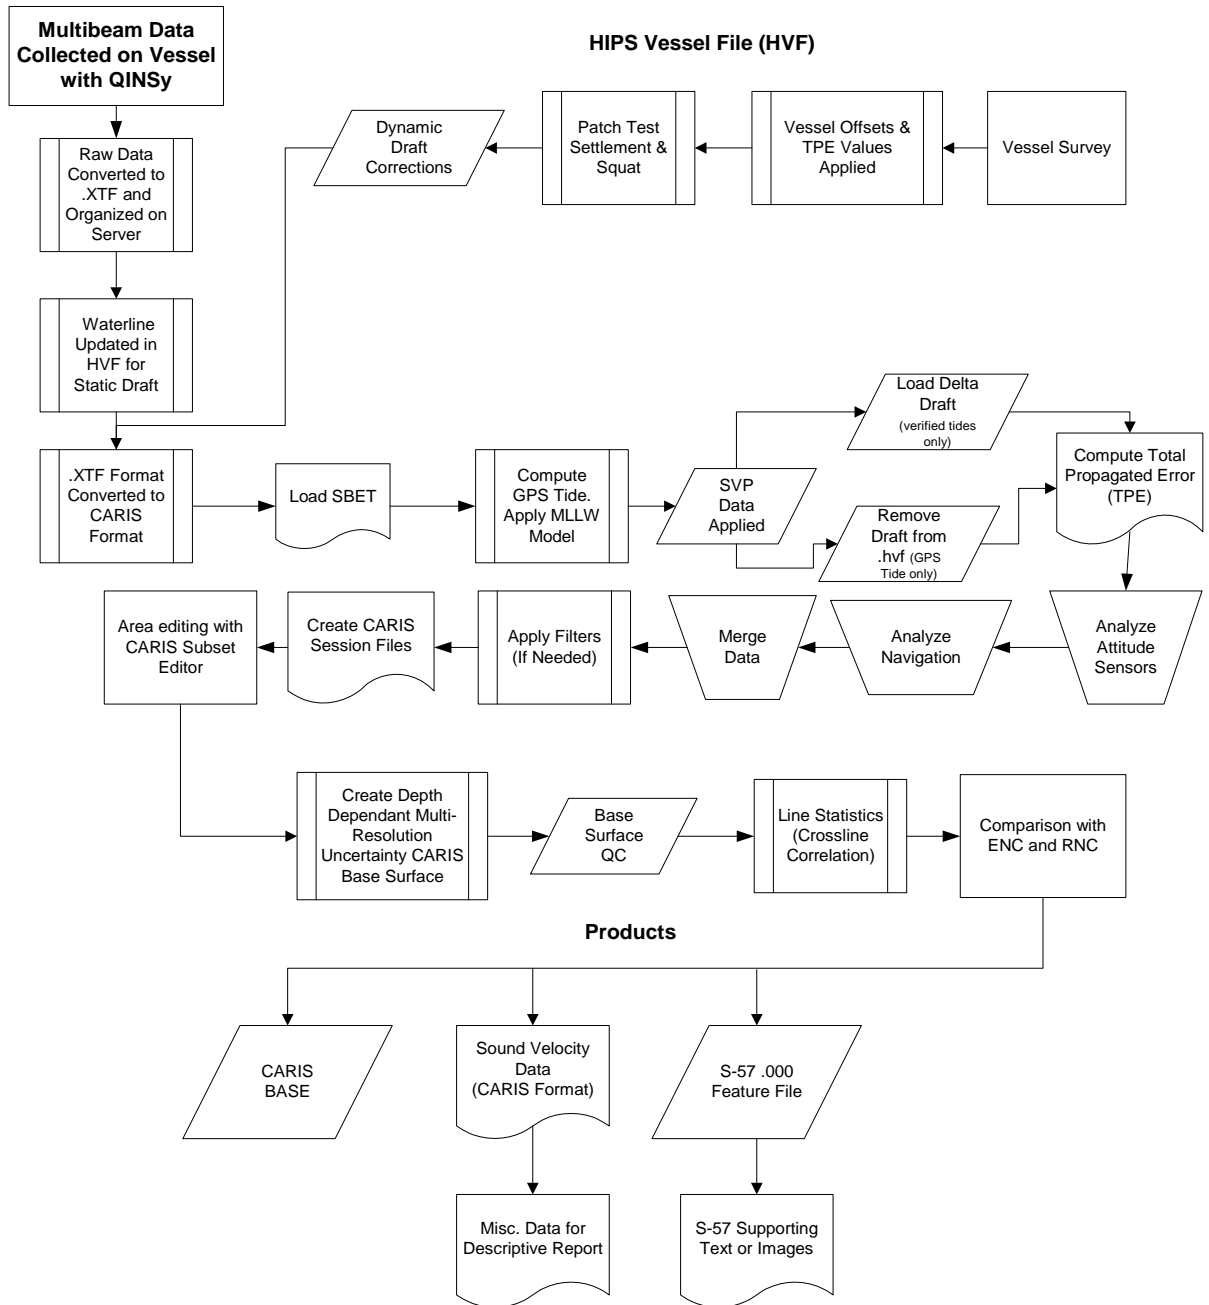 Multibeam Data
Collected on Vessel
with QINSy
HIPS Vessel File (HVF)
Raw Data
Converted to
.XTF and
Organized on
Server
Dynamic
Draft
Corrections
Patch Test
Settlement &
Squat
Vessel Offsets &
TPE Values
Applied
Vessel Survey
Waterline
Updated in
HVF for
Static Draft
.XTF Format
Converted to
CARIS
Format
Load SBET
Compute
GPS Tide.
Apply MLLW
Model
SVP
Data
Applied
Load Delta
Draft
(verified tides
only)
Remove
Draft from
.hvf (GPS
Tide only)
Compute Total
Propagated Error
(TPE)
Area editing with
CARIS Subset
Editor
Create CARIS
Session Files
Apply Filters
(If Needed)
Merge
Data
Analyze
Navigation
Analyze
Attitude
Sensors
Create Depth
Dependant Multi-
Resolution
Uncertainty CARIS
Base Surface
Base
Surface
QC
Line Statistics
(Crossline
Correlation)
Comparison with
ENC and RNC
Products
CARIS
BASE
Sound Velocity
Data
(CARIS Format)
S-57 .000
Feature File
Misc. Data for
Descriptive Report
S-57 Supporting
Text or Images